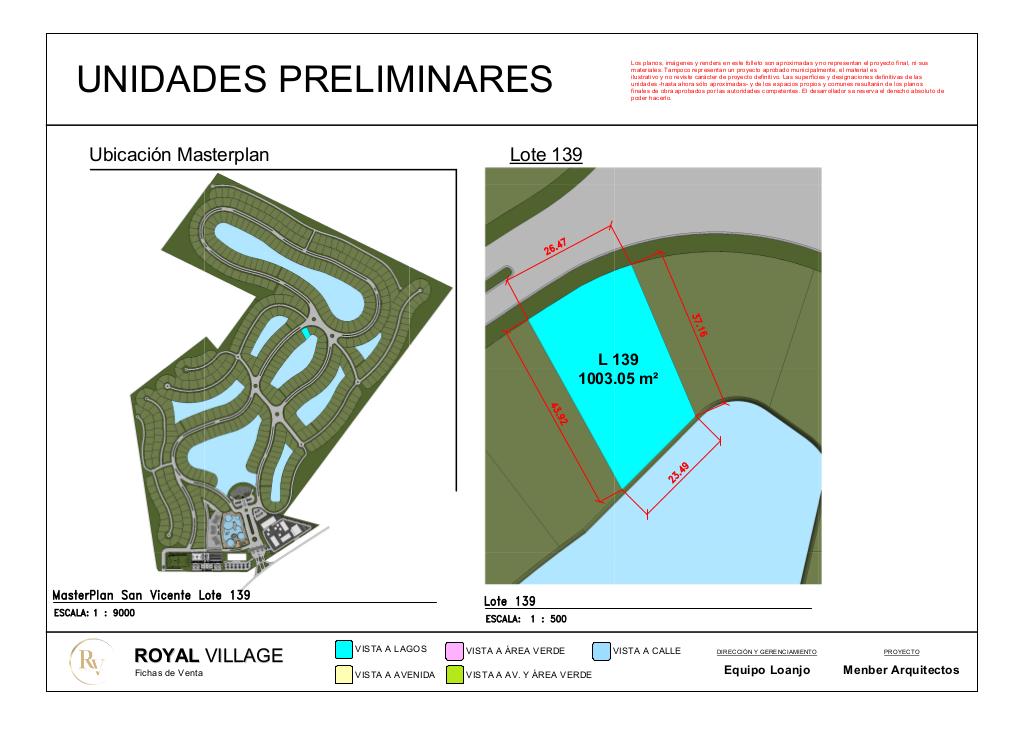 UNIDADES PRELIMINARES
Los planos, imágenes y renders en este folleto son aproximadas y no representan el proyecto final, ni sus
materiales. Tampoco representan un proyecto aprobado municipalmente, el material es
ilustrativo y no reviste carácter de proyecto definitivo. Las superficies y designaciones definitivas de las
unidades -hasta ahora sólo aproximadas- y de los espacios propios y comunes resultarán de los planos
finales de obra aprobados por las autoridades competentes. El desarrollador se reserva el derecho absoluto de
poder hacerlo.
Ubicación Masterplan
Lote 139
26.47
37.16
L 139
1003.05 m²
43.92
23.49
MasterPlan San Vicente Lote 139
ESCALA: 1 : 9000
Lote 139
ESCALA: 1 : 500
RV
ROYAL VILLAGE
Fichas de Venta
VISTA A LAGOS
VISTA A ÁREA VERDE
VISTA A CALLE
VISTA A AVENIDA
VISTA A AV. Y ÁREA VERDE
DIRECCIÓN Y GERENCIAMIENTO
Equipo Loanjo
PROYECTO
Menber Arquitectos